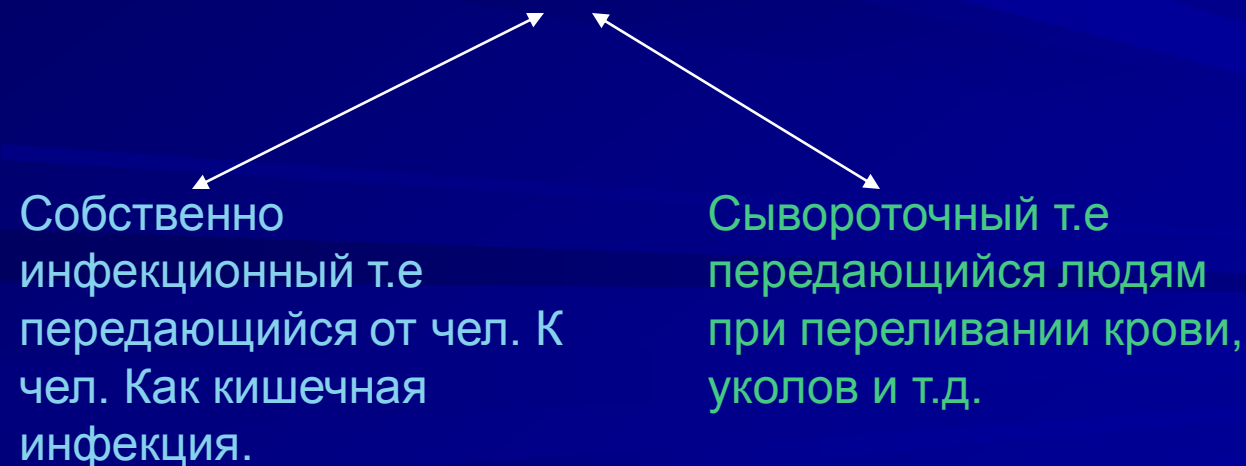 Собственно
инфекционный т.е
передающийся от чел. К
чел. Как кишечная
инфекция.
Сывороточный т.е
передающийся людям
при переливании крови,
уколов и т.д.